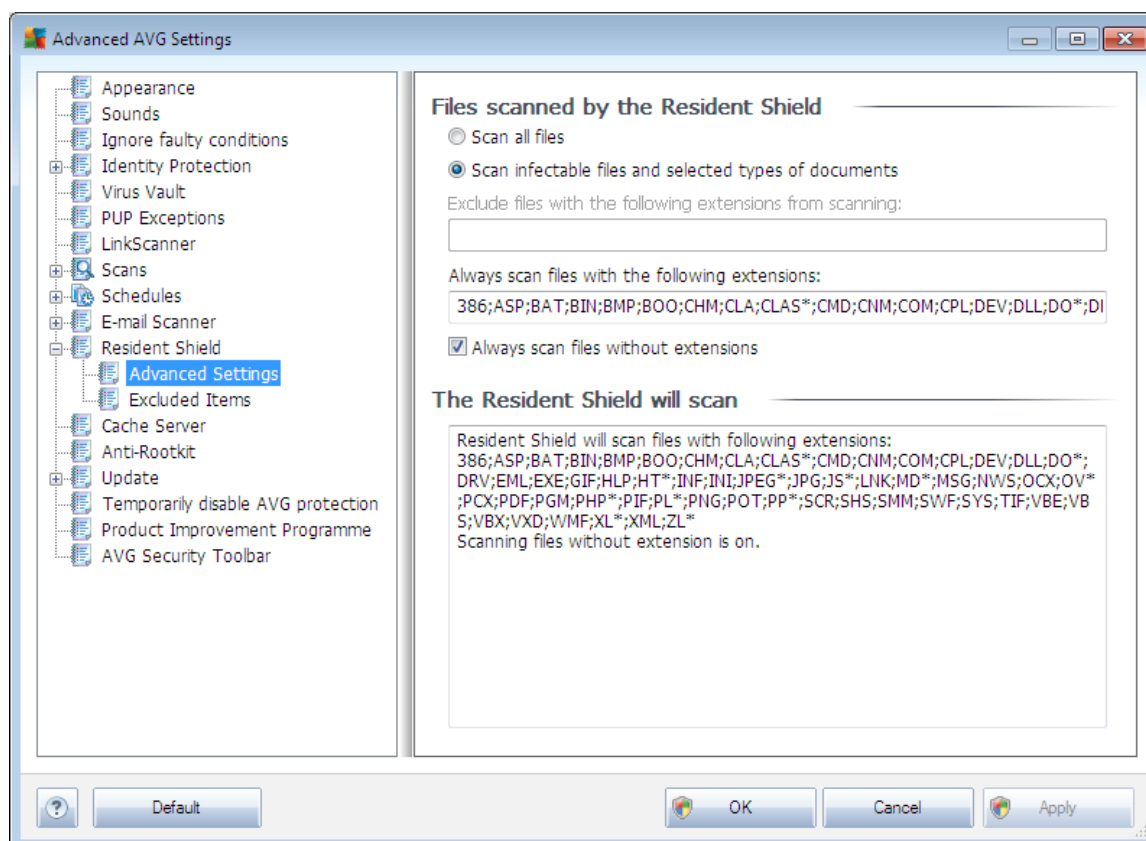 Advanced AVG Settings
Appearance
Sounds
Ignore faulty conditions
Identity Protection
Virus Vault
PUP Exceptions
LinkScanner
Scans
Schedules
E-mail Scanner
Resident Shield
Advanced Settings
Excluded Items
Cache Server
Anti-Rootkit
Update
Temporarily disable AVG protection
Product Improvement Programme
AVG Security Toolbar
Files scanned by the Resident Shield
Scan all files
Scan infectable files and selected types of documents
Exclude files with the following extensions from scanning:
Always scan files with the following extensions:
386;ASP;BAT;BIN;BMP;BOO;CHM;CLA;CLAS*;CMD;CNM;COM;CPL;DEV;DLL;DO*;DI
Always scan files without extensions
The Resident Shield will scan
Resident Shield will scan files with following extensions:
386;ASP;BAT;BIN;BMP;BOO;CHM;CLA;CLAS*;CMD;CNM;COM;CPL;DEV;DLL;DO*;
DRV;EML;EXE;GIF;HLP;HT*;INF;INI;JPEG*;JPG;JS*;LNK;MD*;MSG;NWS;OCX;OV*
;PCX;PDF;PGM;PHP*;PIF;PL*;PNG;POT;PP*;SCR;SHS;SMM;SWF;SYS;TIF;VBE;VB
S;VBX;VXD;WMF;XL*;XML;ZL*
Scanning files without extension is on.
? Default OK Cancel Apply